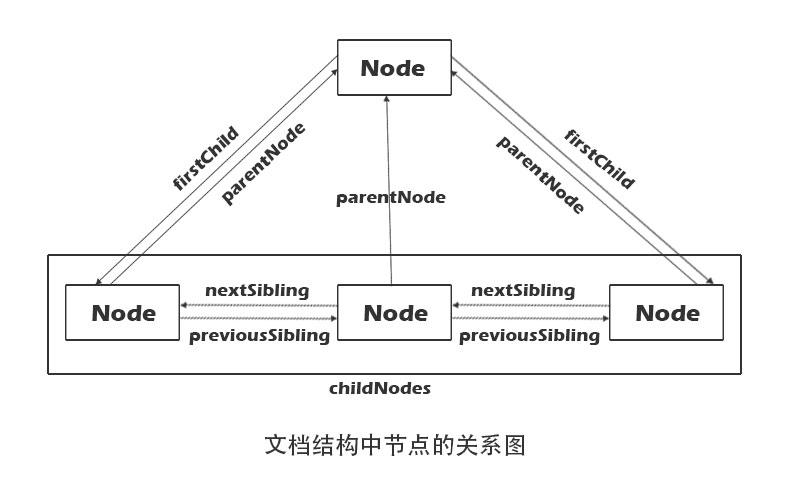 Node
firstChild
parentNode
parentNode
parentNode
firstChild
Node
nextSibling
previousSibling
Node
nextSibling
previousSibling
Node
childNodes
文档结构中节点的关系图